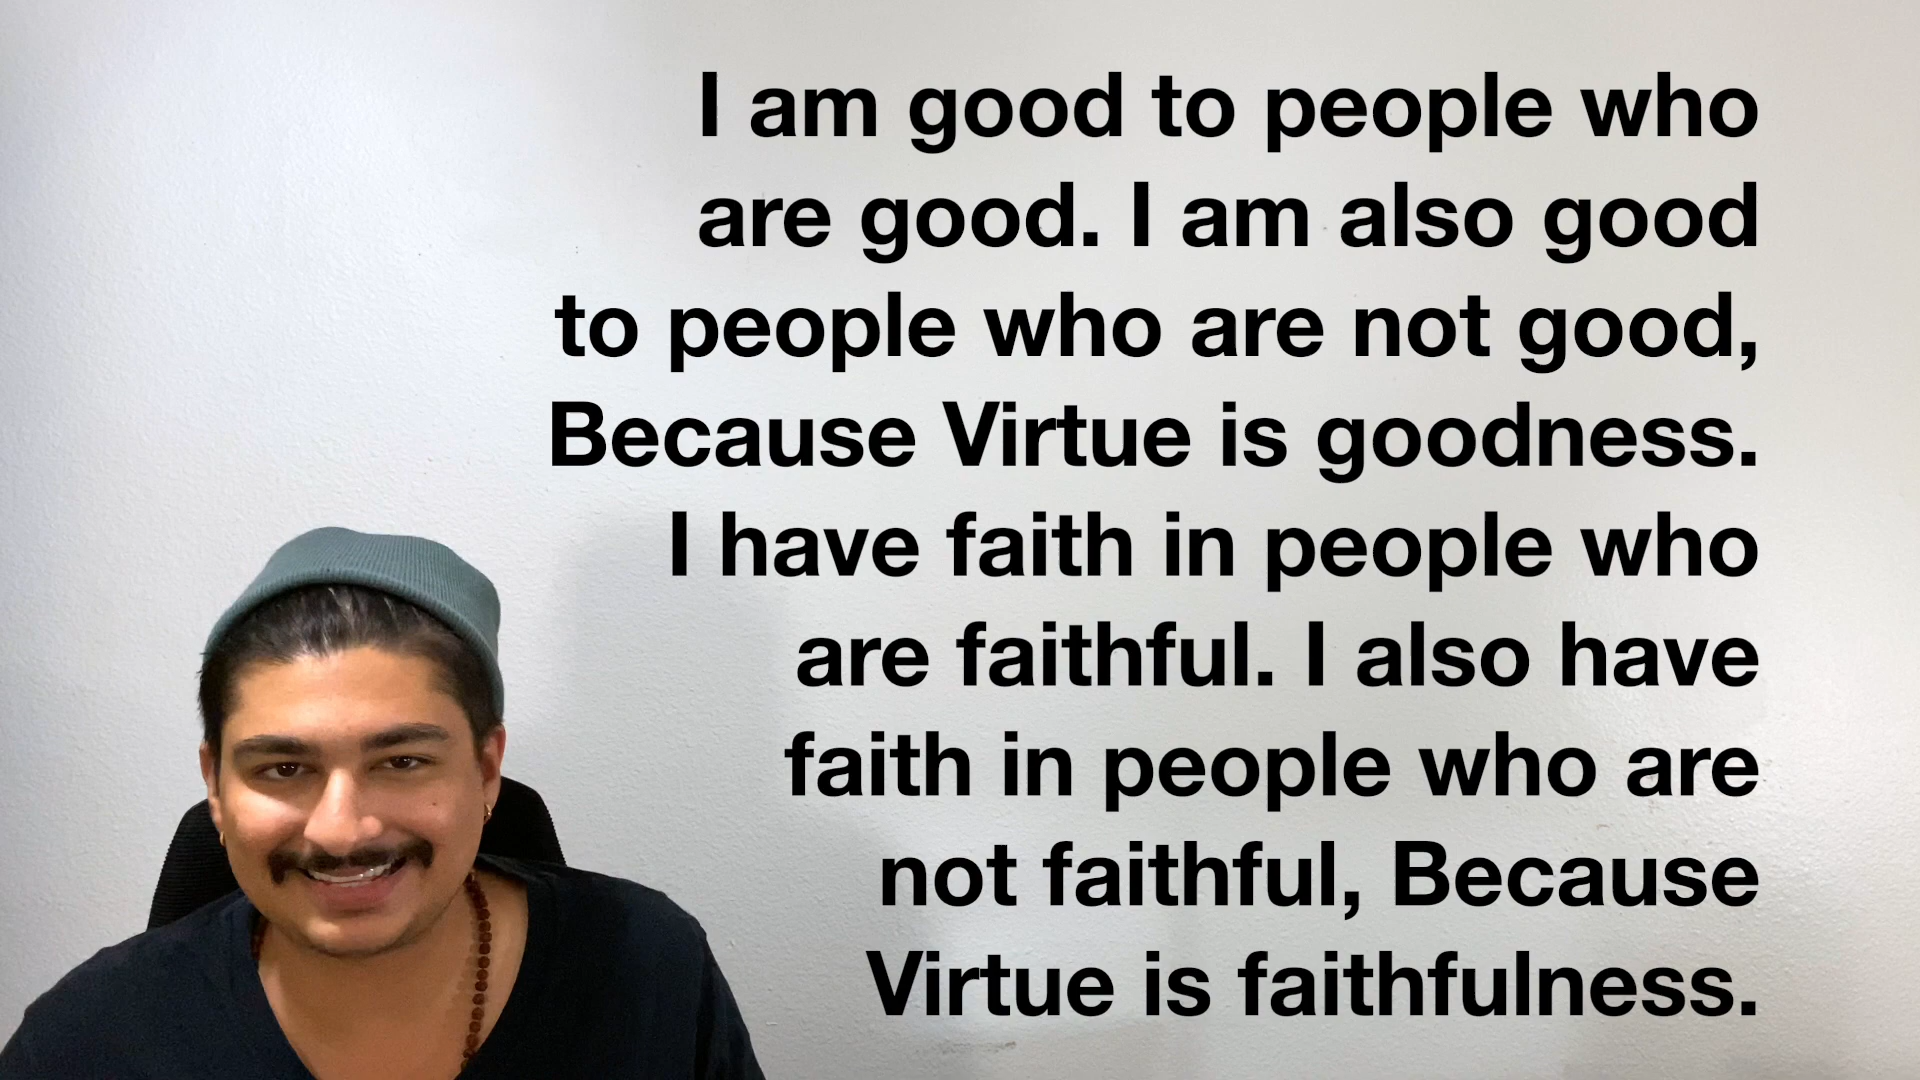 I am good to people who
are good. I am also good
to people who are not good,
Because Virtue is goodness.
I have faith in people who
are faithful. I also have
faith in people who are
not faithful, Because
Virtue is faithfulness.